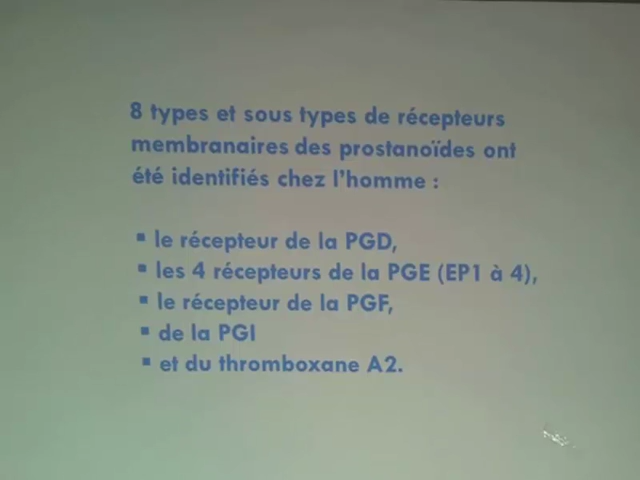 8 types et sous types de récepteurs
membranaires des prostanoïdes ont
été identifiés chez l'homme :
▪ le récepteur de la PGD,
▪ les 4 récepteurs de la PGE (EP1 à 4),
▪ le récepteur de la PGF,
▪ de la PGI
▪ et du thromboxane A2.